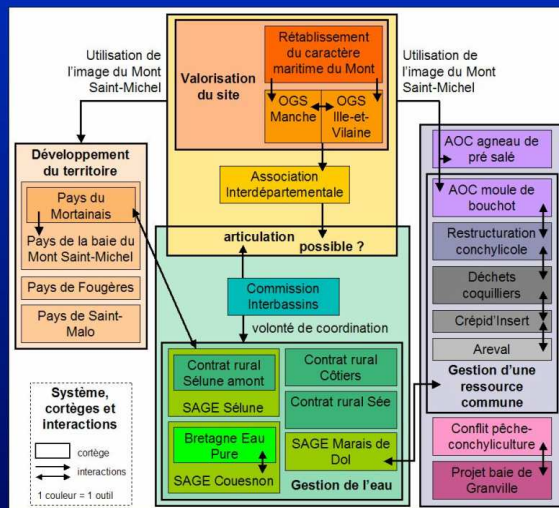 Utilisation de
l'image du Mont
Saint-Michel
Valorisation
du site
Rétablissement
du caractère
maritime du Mont
OGS
Manche
OGS
Ille-et-
Vilaine
Utilisation de
l'image du Mont
Saint-Michel
Association
Interdépartementale
articulation
possible ?
Développement
du territoire
Pays du
Mortainais
Pays de la baie du
Mont Saint-Michel
Pays de Fougères
Pays de Saint-
Malo
Commission
Interbassins
volonté de coordination
Contrat rural
Sélune amont
SAGE Sélune
Bretagne Eau
Pure
SAGE Couesnon
Contrat rural
Côtiers
Contrat rural Sée
SAGE Marais de
Dol
Gestion de l'eau
AOC agneau de
pré salé
AOC moule de
bouchot
Restructuration
conchylicole
Déchets
coquilliers
Crépid'Insert
Areval
Gestion d'une
ressource
commune
Conflit pêche-
conchyliculture
Projet baie de
Granville
Système,
cortèges et
interactions
cortège
interactions
1 couleur = 1 outil